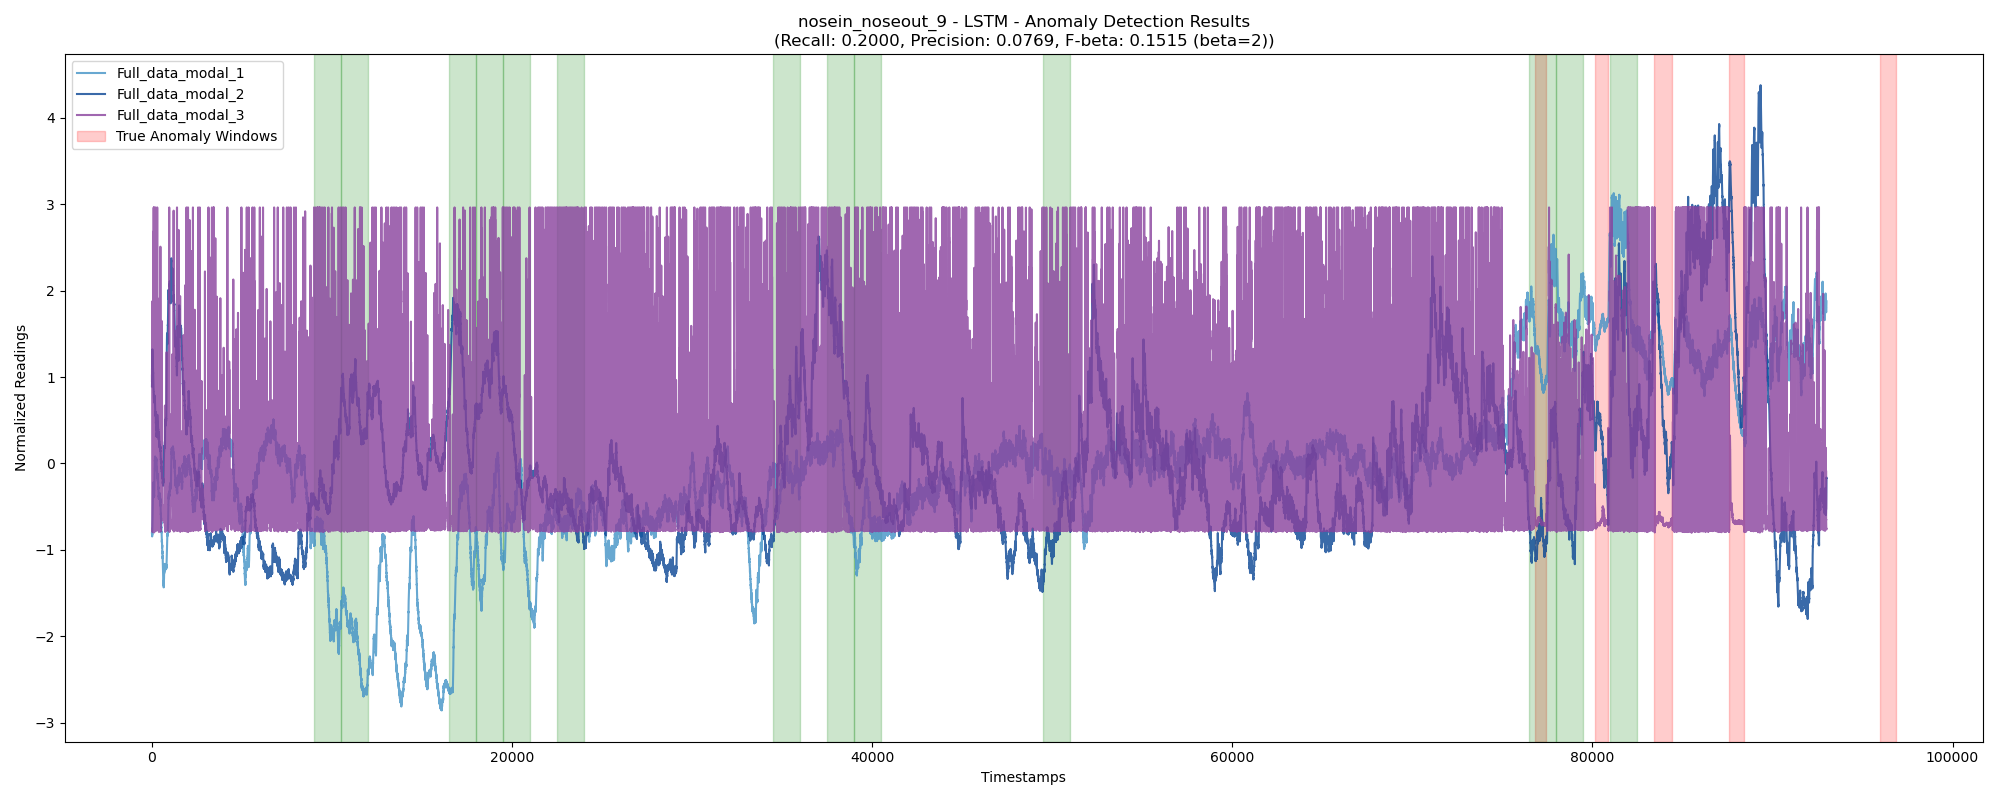 nosein_noseout_9 - LSTM - Anomaly Detection Results
(Recall: 0.2000, Precision: 0.0769, F-beta: 0.1515 (beta=2))
Full_data_modal_1
Full_data_modal_2
Full_data_modal_3
True Anomaly Windows
Normalized Readings
4
3
2
1
0
−1
−2
−3
0
20000
40000
60000
80000
100000
Timestamps